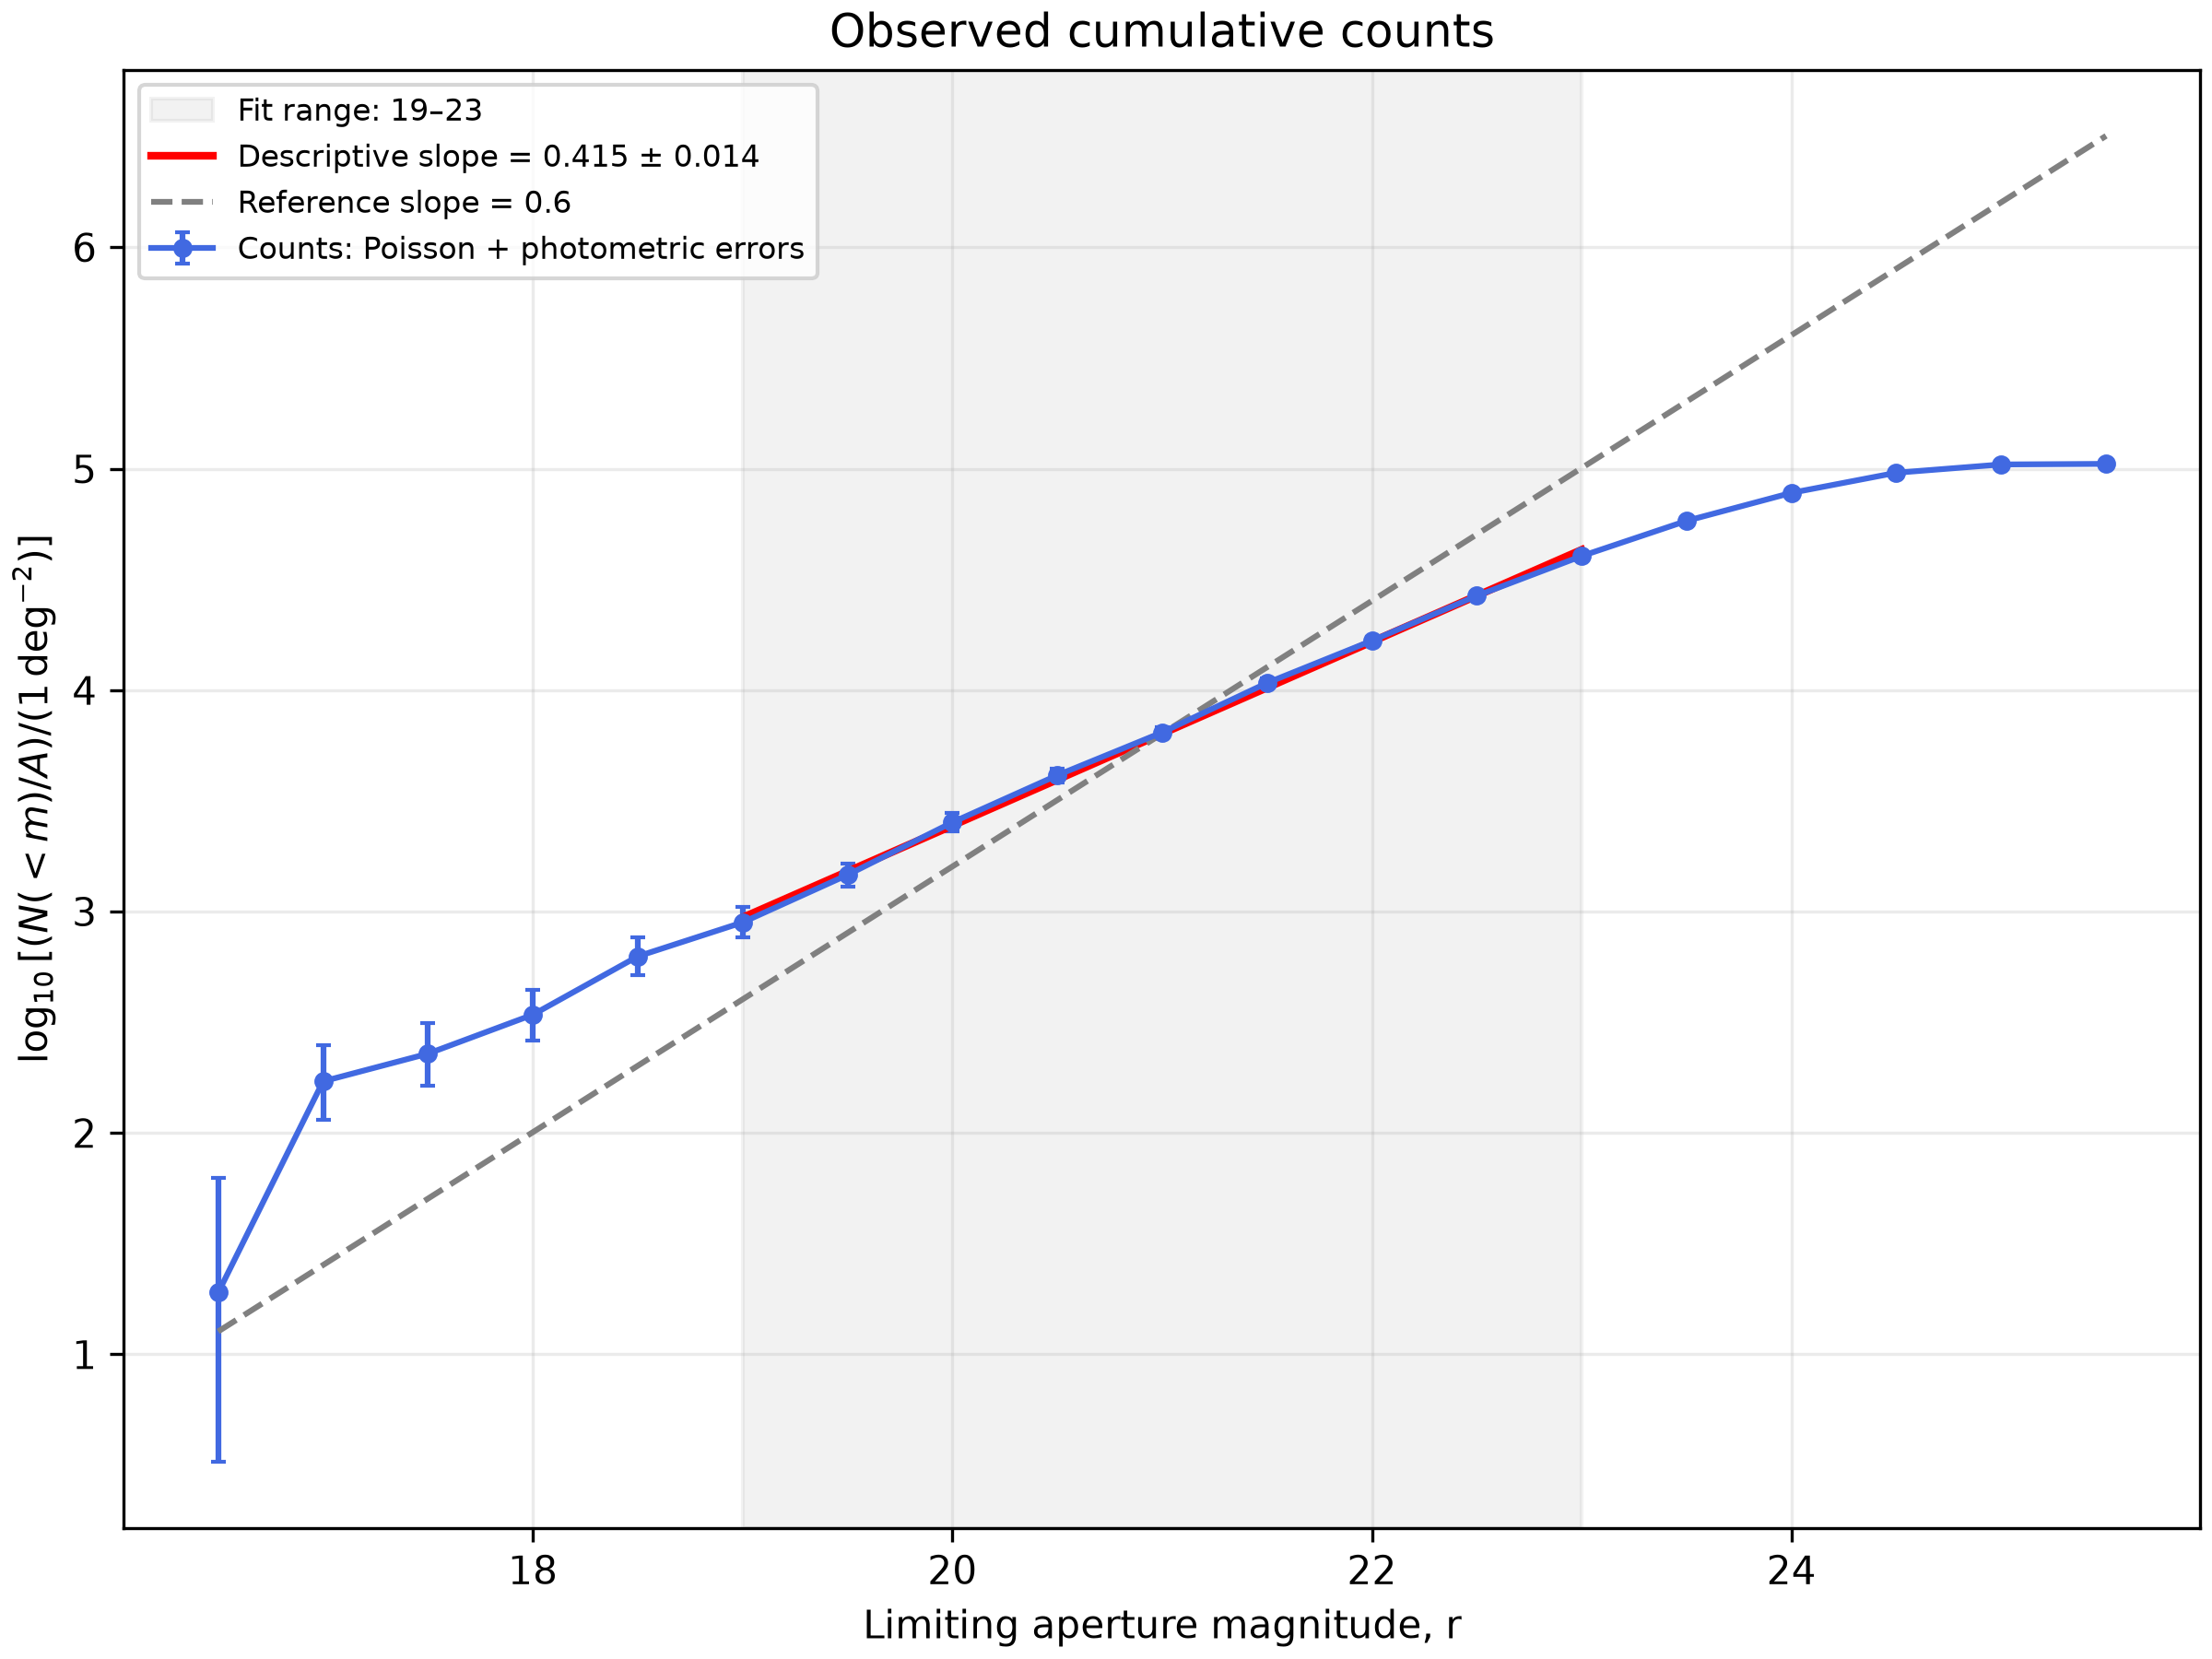 Observed cumulative counts
Fit range: 19–23
Descriptive slope = 0.415 ± 0.014
Reference slope = 0.6
Counts: Poisson + photometric errors
6
5
4
3
2
1
log₁₀[(N(<m)/A)/(1 deg⁻²)]
18 20 22 24
Limiting aperture magnitude, r